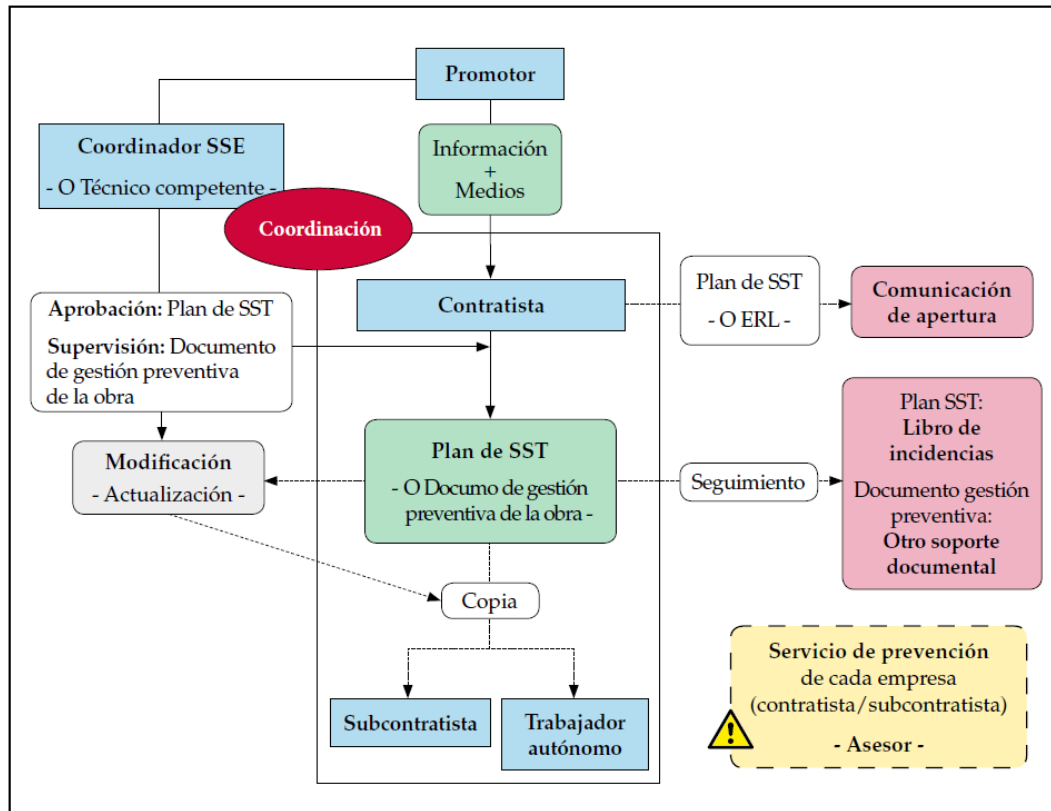 Promotor
Coordinador SSE
- O Técnico competente -
Información
+
Medios
Coordinación
Contratista
Plan de SST
- O ERL -
Comunicación
de apertura
Aprobación: Plan de SST
Supervisión: Documento
de gestión preventiva
de la obra
Modificación
- Actualización -
Plan de SST
- O Documo de gestión
preventiva de la obra -
Seguimiento
Plan SST:
Libro de
incidencias
Documento gestión
preventiva:
Otro soporte
documental
Copia
Subcontratista
Trabajador
autónomo
Servicio de prevención
de cada empresa
(contratista/subcontratista)
- Asesor -